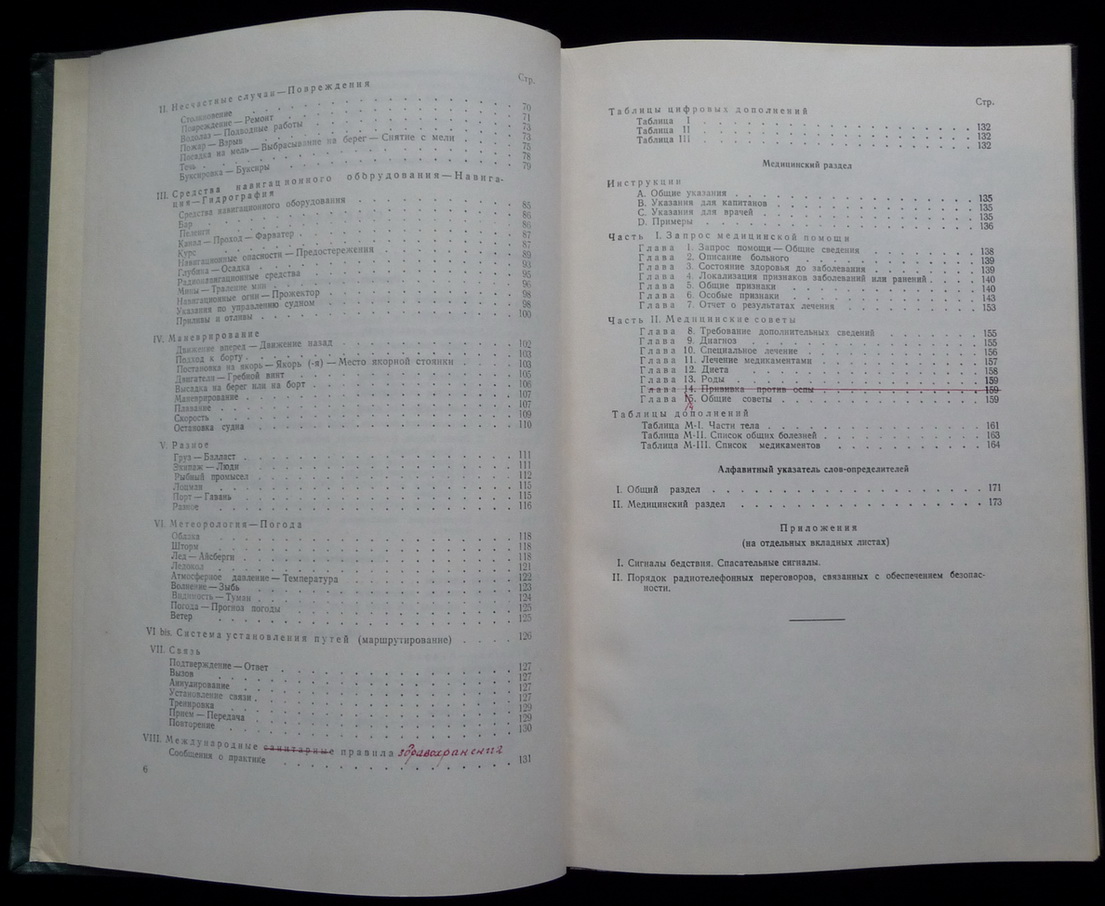 Стр.
II. Несчастные случаи — Повреждения
Столкновение 70
Повреждение — Ремонт 71
Водолаз — Подводные работы 73
Пожар — Взрыв 73
Посадка на мель — Выбрасывание на берег — Снятие с мели 75
Течь 78
Буксировка — Буксиры 79
III. Средства навигационного оборудования — Навига-
ция — Гидрография
Средства навигационного оборудования 85
Бар 86
Пеленги 86
Канал — Проход — Фарватер 87
Курс 87
Навигационные опасности — Предостережения 89
Глубина — Осадка 93
Радионавигационные средства 95
Мины — Траление мин 96
Навигационные огни — Прожектор 98
Указания по управлению судном 98
Приливы и отливы 100
IV. Маневрирование
Движение вперед — Движение назад 102
Подход к борту 103
Постановка на якорь — Якорь (-я) — Место якорной стоянки 103
Двигатели — Гребной винт 105
Высадка на берег или на борт 106
Маневрирование 107
Плавание 107
Скорость 109
Остановка судна 110
V. Разное
Груз — Балласт 111
Экипаж — Люди 111
Рыбный промысел 112
Лоцман 115
Порт — Гавань 115
Разное 116
VI. Метеорология — Погода
Облака 118
Шторм 118
Лед — Айсберги 118
Ледокол 121
Атмосферное давление — Температура 122
Волнение — Зыбь 123
Видимость — Туман 124
Погода — Прогноз погоды 125
Ветер 125
VI bis. Система установления путей (маршрутирование) 126
VII. Связь
Подтверждение — Ответ 127
Вызов 127
Аннулирование 127
Установление связи 127
Тренировка 129
Прием — Передача 129
Повторение 130
VIII. Международные санитарные правила здравоохранения
Сообщения о практике 131
6
Стр.
Таблицы цифровых дополнений
Таблица I 132
Таблица II 132
Таблица III 132
Медицинский раздел
Инструкции
A. Общие указания 135
B. Указания для капитанов 135
C. Указания для врачей 135
D. Примеры 136
Часть I. Запрос медицинской помощи
Глава 1. Запрос помощи — Общие сведения 138
Глава 2. Описание больного 139
Глава 3. Состояние здоровья до заболевания 139
Глава 4. Локализация признаков заболеваний или ранений 140
Глава 5. Общие признаки 140
Глава 6. Особые признаки 143
Глава 7. Отчет о результатах лечения 153
Часть II. Медицинские советы
Глава 8. Требование дополнительных сведений 155
Глава 9. Диагноз 155
Глава 10. Специальное лечение 156
Глава 11. Лечение медикаментами 157
Глава 12. Диета 158
Глава 13. Роды 159
Глава 14. Прививка против оспы 159
Глава 15. Общие советы 159
14
Таблицы дополнений
Таблица М-I. Части тела 161
Таблица М-II. Список общих болезней 163
Таблица М-III. Список медикаментов 164
Алфавитный указатель слов-определителей
I. Общий раздел 171
II. Медицинский раздел 173
Приложения
(на отдельных вкладных листах)
I. Сигналы бедствия. Спасательные сигналы.
II. Порядок радиотелефонных переговоров, связанных с обеспечением безопас-
ности.